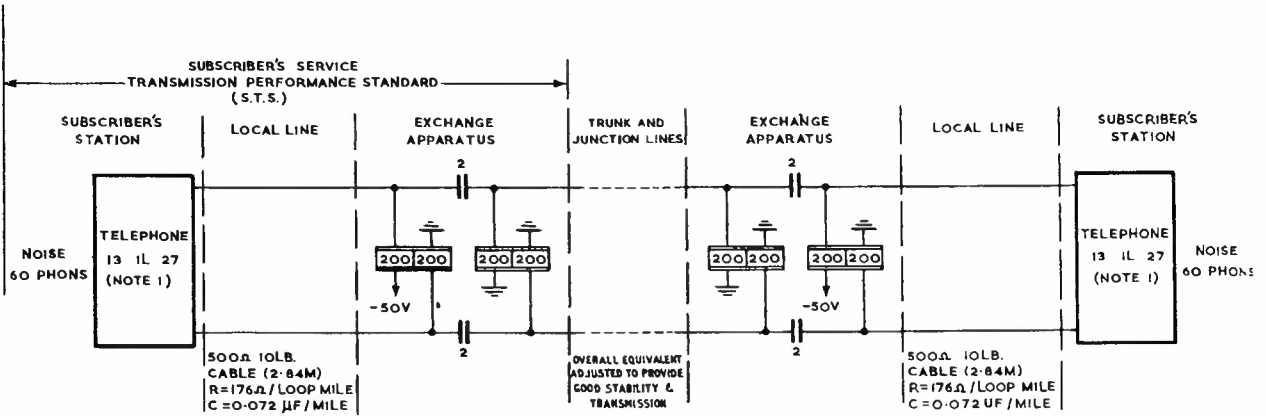 SUBSCRIBER'S SERVICE
TRANSMISSION PERFORMANCE STANDARD
(S.T.S.)
SUBSCRIBER'S
STATION
LOCAL LINE
EXCHANGE
APPARATUS
TRUNK AND
JUNCTION LINES
EXCHANGE
APPARATUS
LOCAL LINE
SUBSCRIBER'S
STATION
2
2
NOISE
60 PHONS
TELEPHONE
13 1L 27
(NOTE 1)
200 200
200 200
200 200
200 200
TELEPHONE
13 1L 27
(NOTE 1)
NOISE
60 PHONS
-50V
-50V
2
2
500Ω 10LB.
CABLE (2·84M)
R=176Ω/LOOP MILE
C=0·072 µF/MILE
OVERALL EQUIVALENT
ADJUSTED TO PROVIDE
GOOD STABILITY &
TRANSMISSION
500Ω 10LB.
CABLE (2·84M)
R=176Ω/LOOP MILE
C=0·072UF/MILE